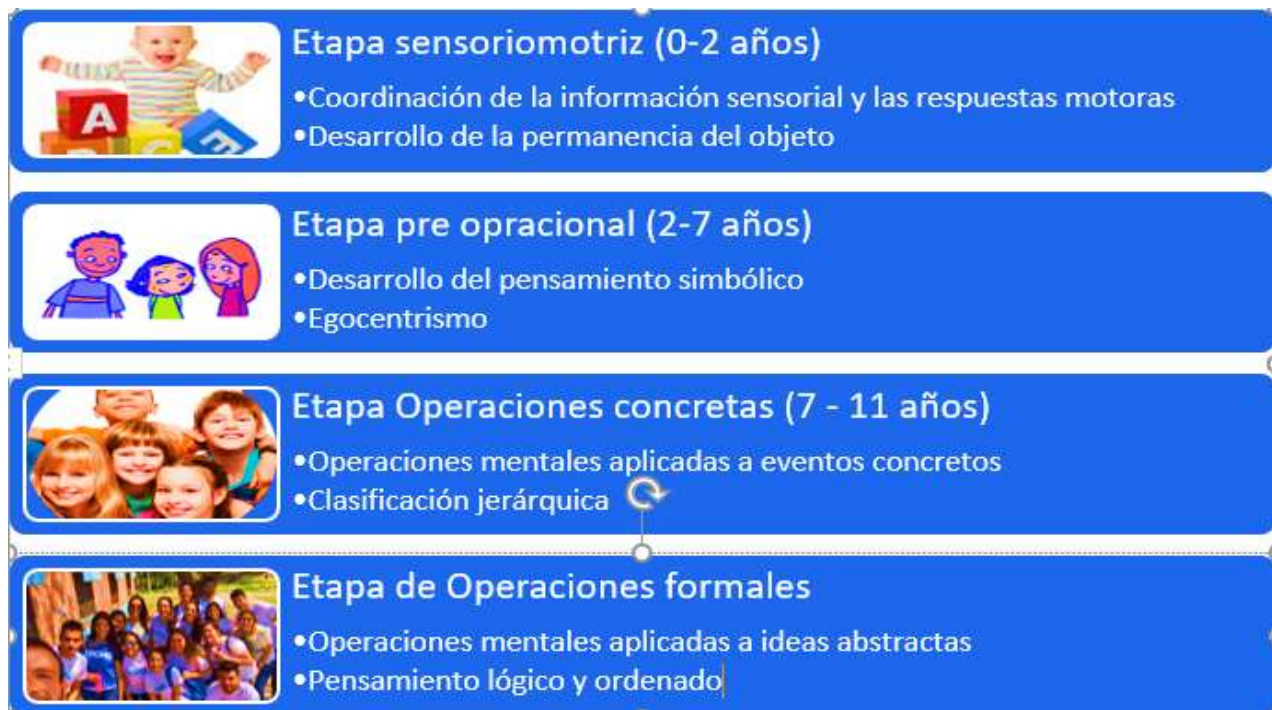 Etapa sensoriomotriz (0-2 años)
•Coordinación de la información sensorial y las respuestas motoras
•Desarrollo de la permanencia del objeto
A
E
Etapa pre opracional (2-7 años)
•Desarrollo del pensamiento simbólico
•Egocentrismo
Etapa Operaciones concretas (7 - 11 años)
•Operaciones mentales aplicadas a eventos concretos
•Clasificación jerárquica
Etapa de Operaciones formales
•Operaciones mentales aplicadas a ideas abstractas
•Pensamiento lógico y ordenado